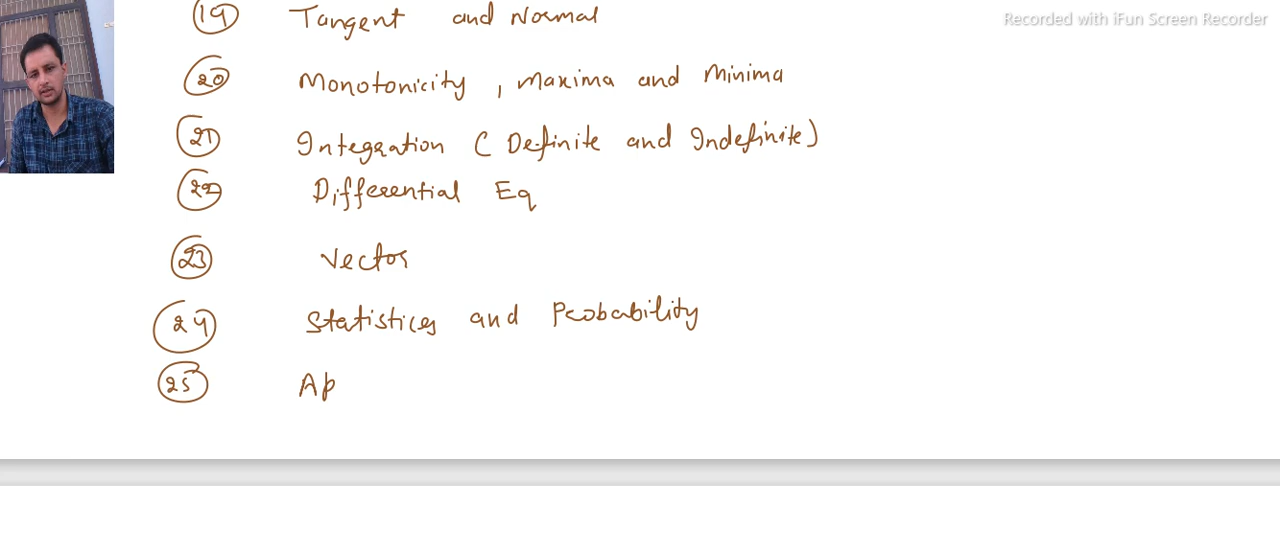 19 Tangent and Normal
Recorded with iFun Screen Recorder
20 Monotonicity, Maxima and Minima
21 Integration ( Definite and Indefinite)
22 Differential Eq
23 Vector
24 Statistics and Probability
25 Ap